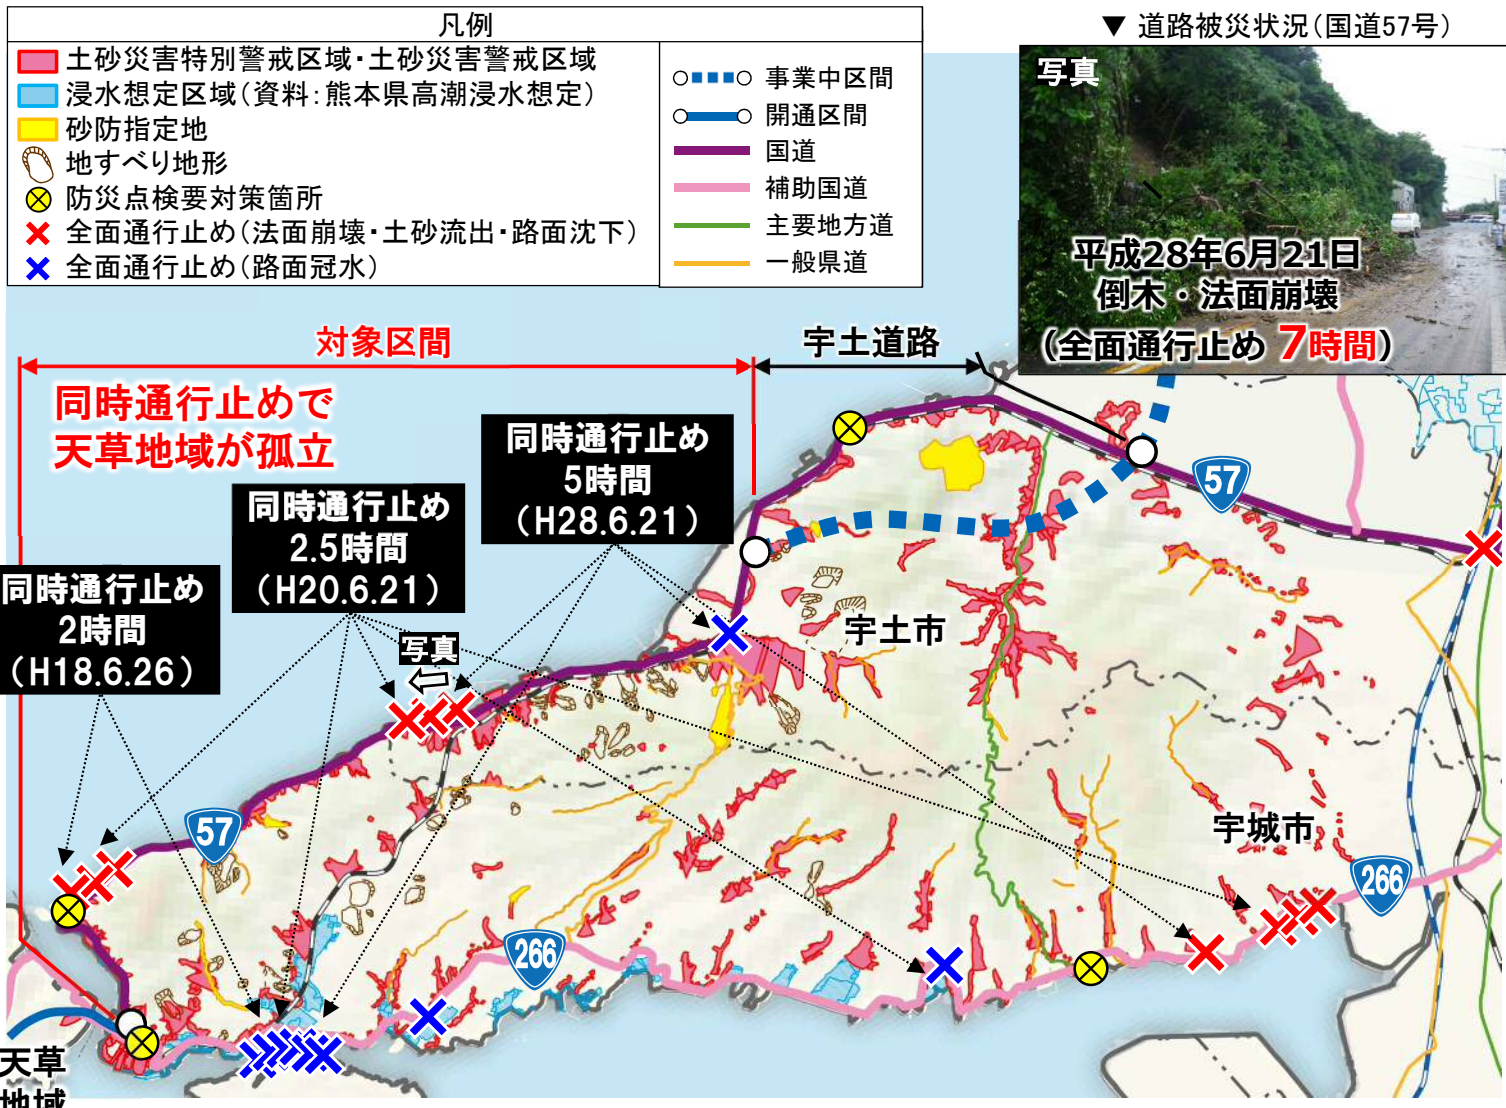 凡例
土砂災害特別警戒区域・土砂災害警戒区域
浸水想定区域(資料:熊本県高潮浸水想定)
砂防指定地
地すべり地形
防災点検要対策箇所
全面通行止め(法面崩壊・土砂流出・路面沈下)
全面通行止め(路面冠水)
事業中区間
開通区間
国道
補助国道
主要地方道
一般県道
▼ 道路被災状況(国道57号)
写真
平成28年6月21日
倒木・法面崩壊
(全面通行止め 7時間)
対象区間
宇土道路
同時通行止めで
天草地域が孤立
同時通行止め
5時間
(H28.6.21)
同時通行止め
2.5時間
(H20.6.21)
同時通行止め
2時間
(H18.6.26)
写真
57
宇土市
57
宇城市
266
266
天草
地域